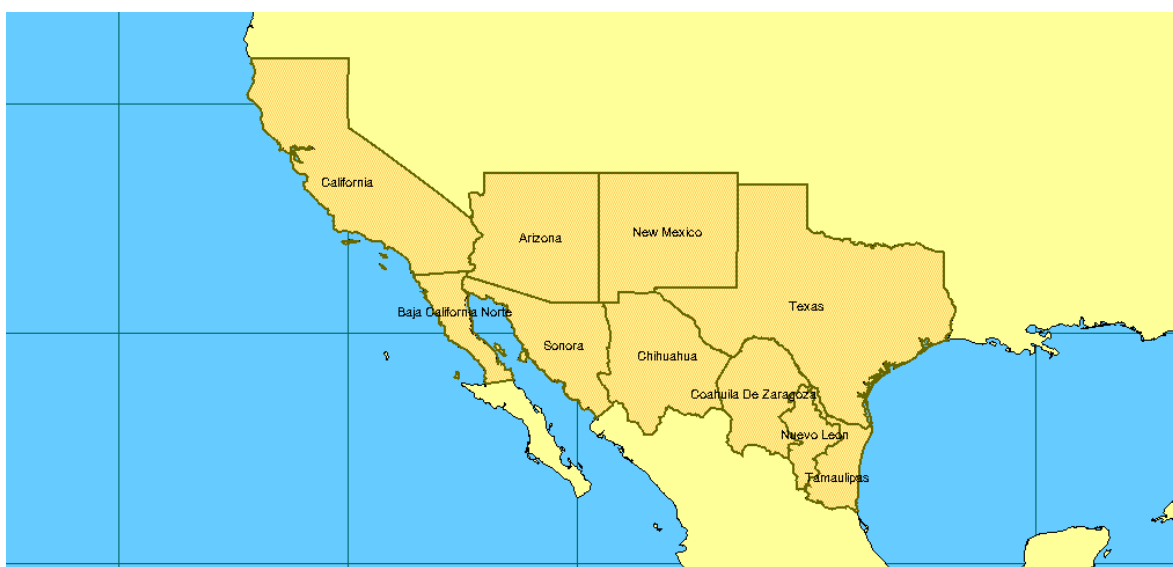 California
Arizona
New Mexico
Baja California Norte
Texas
Sonora
Chihuahua
Coahuila De Zaragoza
Nuevo Leon
Tamaulipas